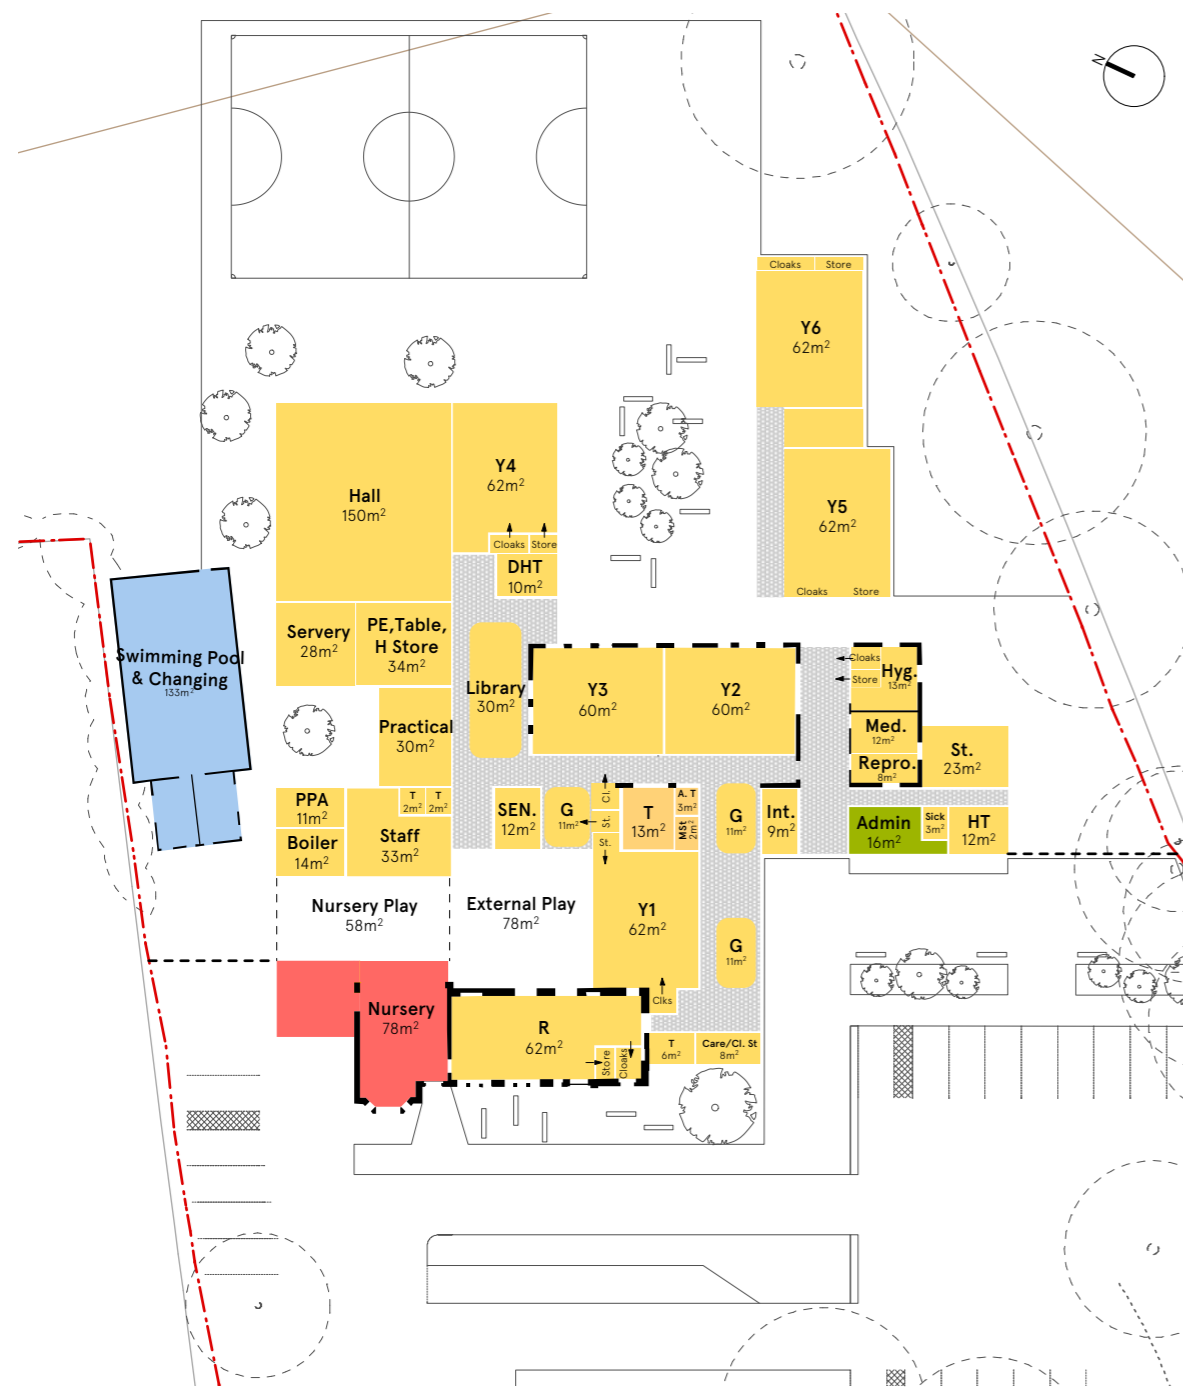 N
Cloaks
Store
Y6
62m²
Y4
62m²
Hall
150m²
Y5
62m²
Cloaks
Store
DHT
10m²
Cloaks
Store
Servery
28m²
PE,Table,
H Store
34m²
Swimming Pool
& Changing
133m²
Library
30m²
Y3
60m²
Y2
60m²
Cloaks
Store
Hyg.
13m²
Practical
30m²
Med.
12m²
Repro.
8m²
St.
23m²
PPA
11m²
T
2m²
T
2m²
Boiler
14m²
Staff
33m²
SEN.
12m²
G
11m²
Cl.
St.
St.
T
13m²
A. T
3m²
MSt
2m²
G
11m²
Int.
9m²
Admin
16m²
Sick
3m²
HT
12m²
Nursery Play
58m²
External Play
78m²
Y1
62m²
G
11m²
Clks
Nursery
78m²
R
62m²
Store
Cloaks
T
6m²
Care/Cl. St
8m²